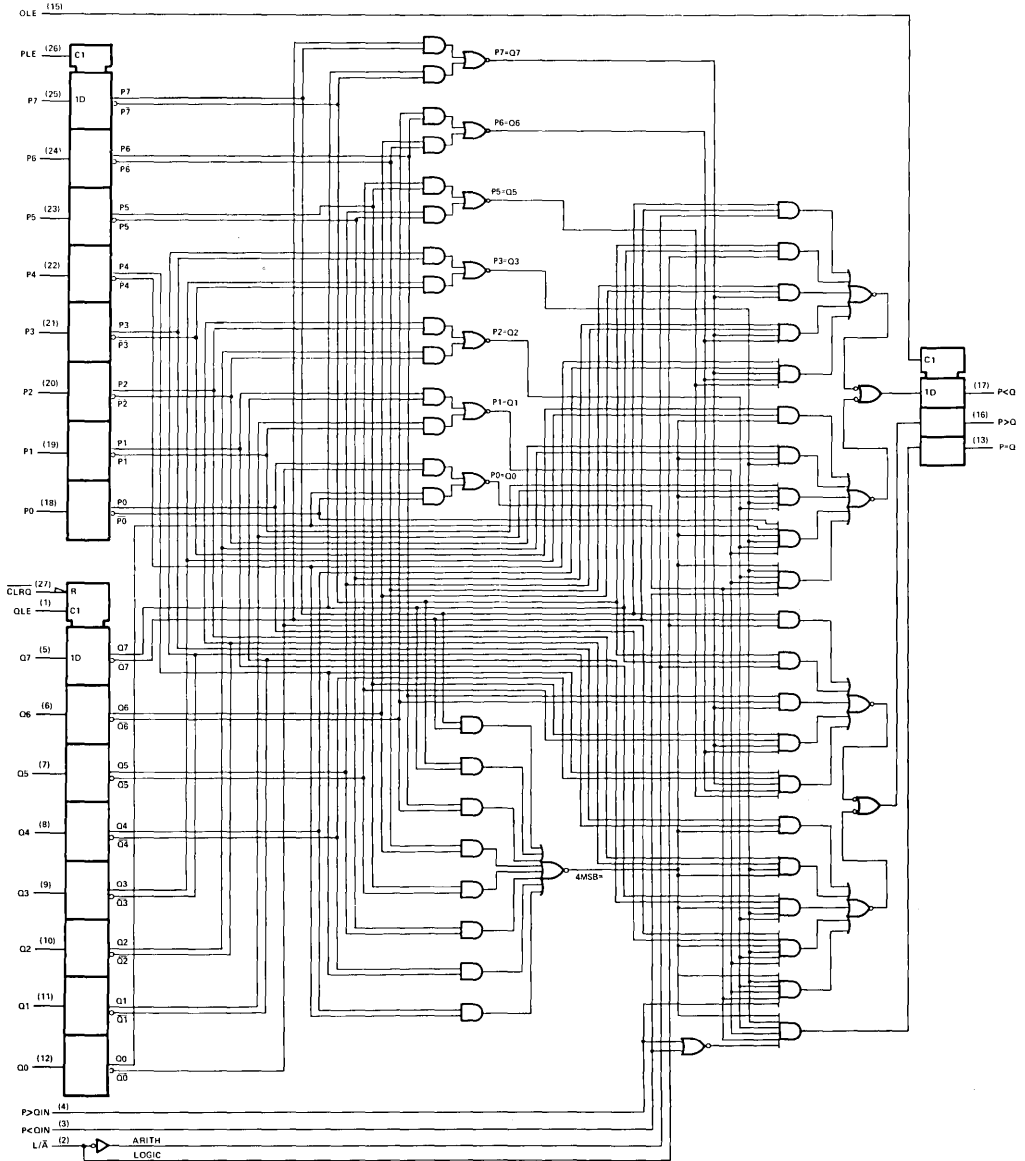 OLE (15)
PLE (26)
C1
P7 (25)
1D
P7
P7
P7=Q7
P6 (24)
P6
P6
P6=Q6
P5 (23)
P5
P5
P5=Q5
P4 (22)
P4
P4
P3=Q3
P3 (21)
P3
P3
P2=Q2
P2 (20)
P2
P2
P1=Q1
P1 (19)
P1
P1
P0=Q0
P0 (18)
P0
P0
C1
1D
(17) P<Q
(16) P>Q
(13) P=Q
CLRQ (27)
R
QLE (1)
C1
Q7 (5)
1D
Q7
Q7
Q6 (6)
Q6
Q6
Q5 (7)
Q5
Q5
Q4 (8)
Q4
Q4
4MSB=
Q3 (9)
Q3
Q3
Q2 (10)
Q2
Q2
Q1 (11)
Q1
Q1
Q0 (12)
Q0
Q0
P>QIN (4)
P<QIN (3)
L/A̅ (2)
ARITH
LOGIC